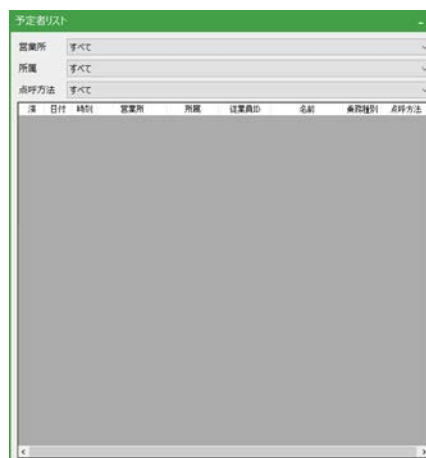 予定者リスト
営業所 すべて
所属 すべて
点呼方法 すべて
済 日付 時刻 営業所 所属 従業員ID 名前 乗務種別 点呼方法